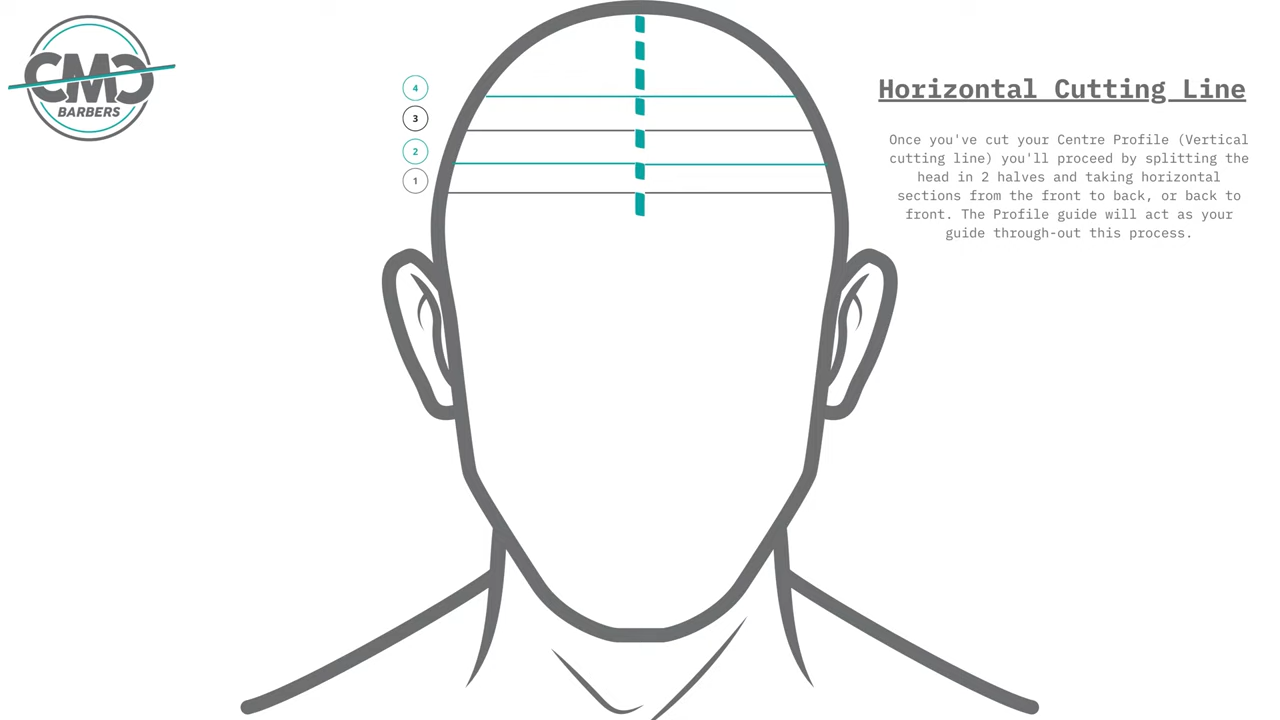 CMC
BARBERS
4
3
2
1
Horizontal Cutting Line
Once you've cut your Centre Profile (Vertical
cutting line) you'll proceed by splitting the
head in 2 halves and taking horizontal
sections from the front to back, or back to
front. The Profile guide will act as your
guide through-out this process.